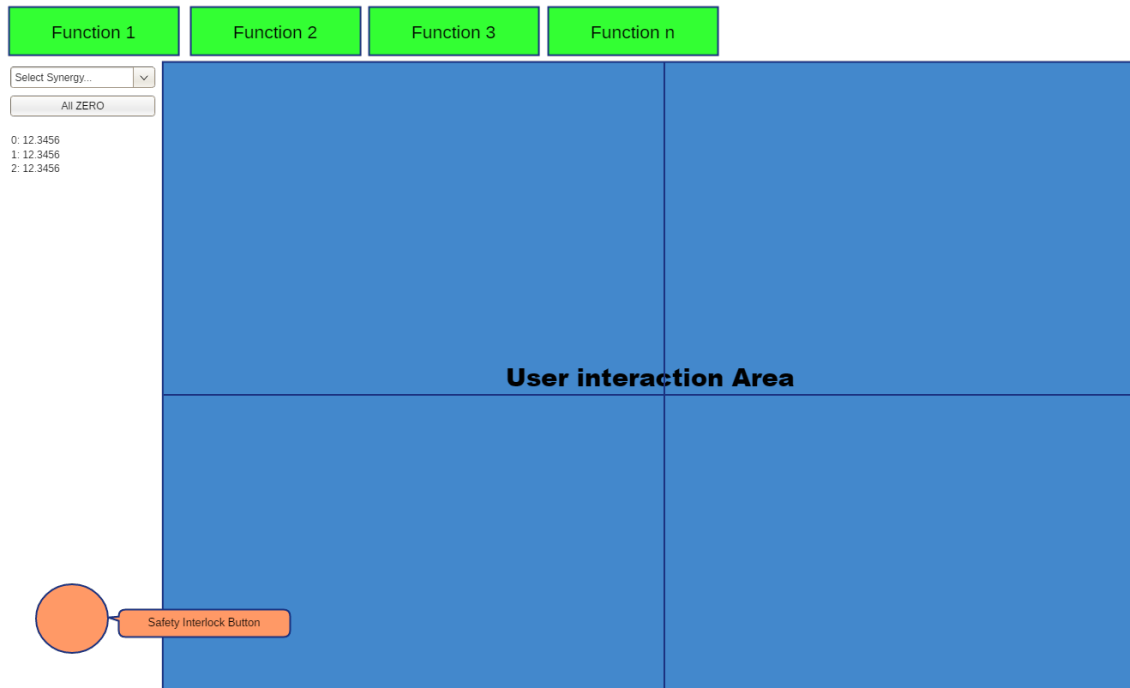 Function 1
Function 2
Function 3
Function n
Select Synergy...
All ZERO
0: 12.3456
1: 12.3456
2: 12.3456
User interaction Area
Safety Interlock Button